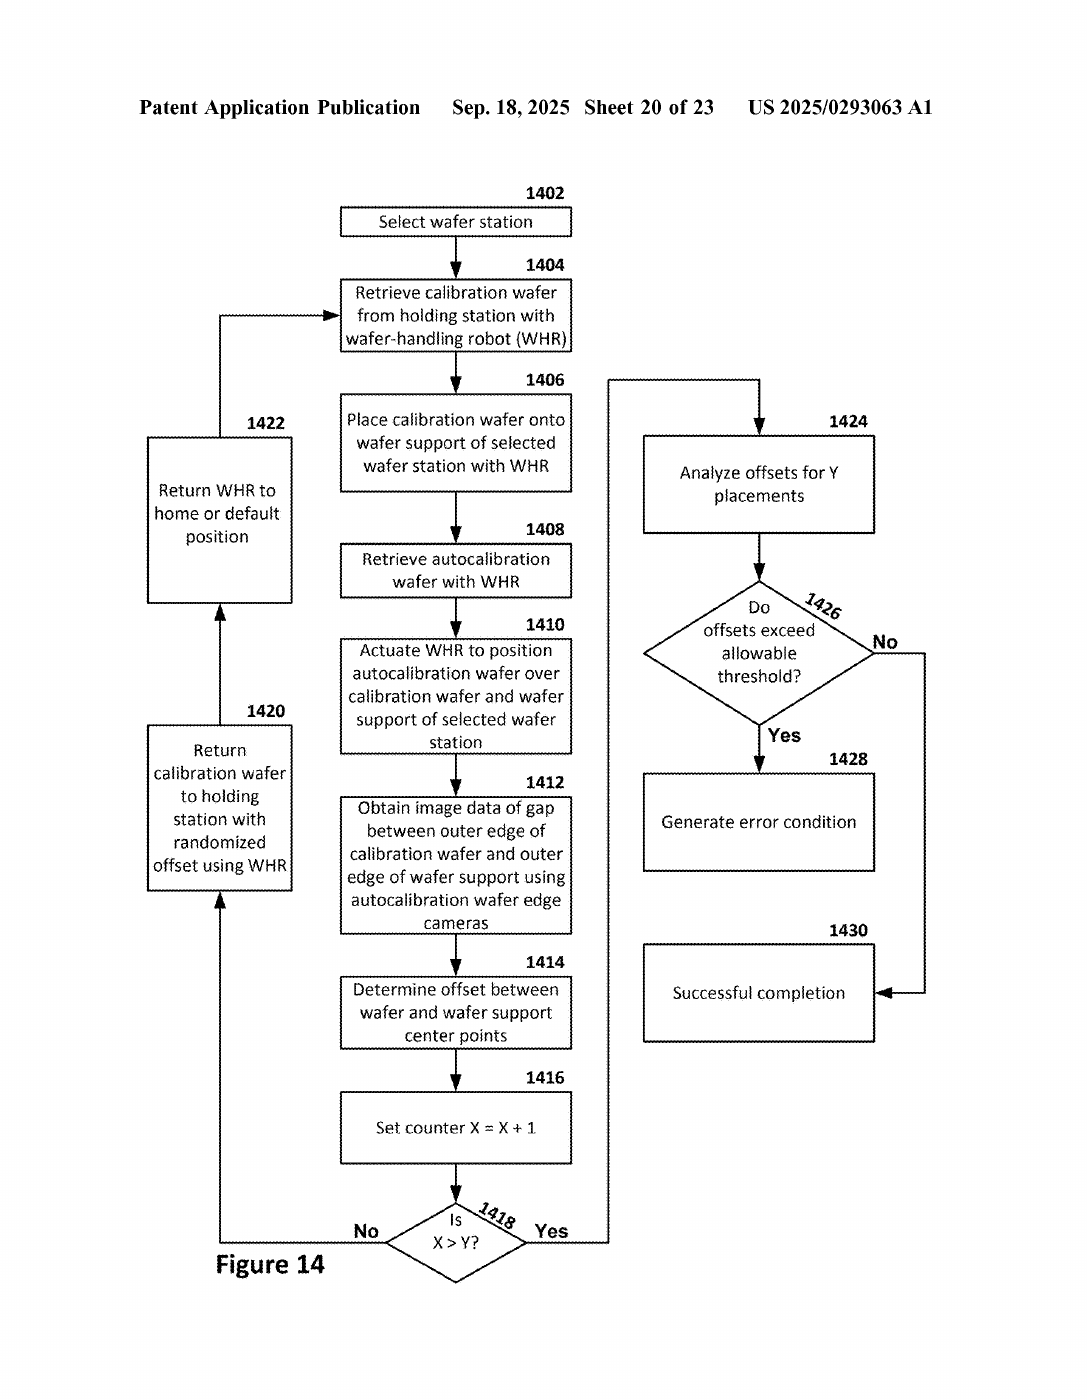 Patent Application Publication Sep. 18, 2025 Sheet 20 of 23 US 2025/0293063 A1
1402
Select wafer station
1404
Retrieve calibration wafer
from holding station with
wafer-handling robot (WHR)
1406
Place calibration wafer onto
wafer support of selected
wafer station with WHR
1408
Retrieve autocalibration
wafer with WHR
1410
Actuate WHR to position
autocalibration wafer over
calibration wafer and wafer
support of selected wafer
station
1412
Obtain image data of gap
between outer edge of
calibration wafer and outer
edge of wafer support using
autocalibration wafer edge
cameras
1414
Determine offset between
wafer and wafer support
center points
1416
Set counter X = X + 1
1418
Is
X > Y?
No
Yes
1420
Return
calibration wafer
to holding
station with
randomized
offset using WHR
1422
Return WHR to
home or default
position
1424
Analyze offsets for Y
placements
1426
Do
offsets exceed
allowable
threshold?
No
Yes
1428
Generate error condition
1430
Successful completion
Figure 14